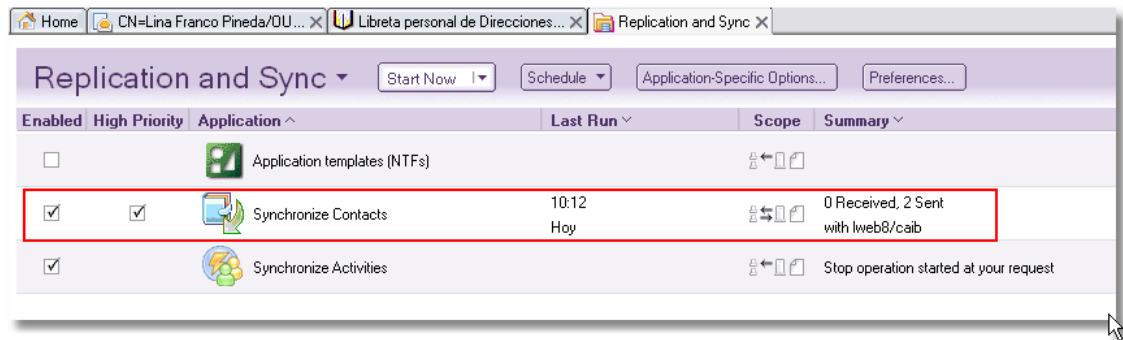 Home CN=Lina Franco Pineda/OU... Libreta personal de Direcciones... Replication and Sync
Replication and Sync Start Now Schedule Application-Specific Options... Preferences...
Enabled High Priority Application Last Run Scope Summary
Application templates (NTFs)
Synchronize Contacts 10:12 0 Received, 2 Sent
Hoy with lweb8/caib
Synchronize Activities Stop operation started at your request